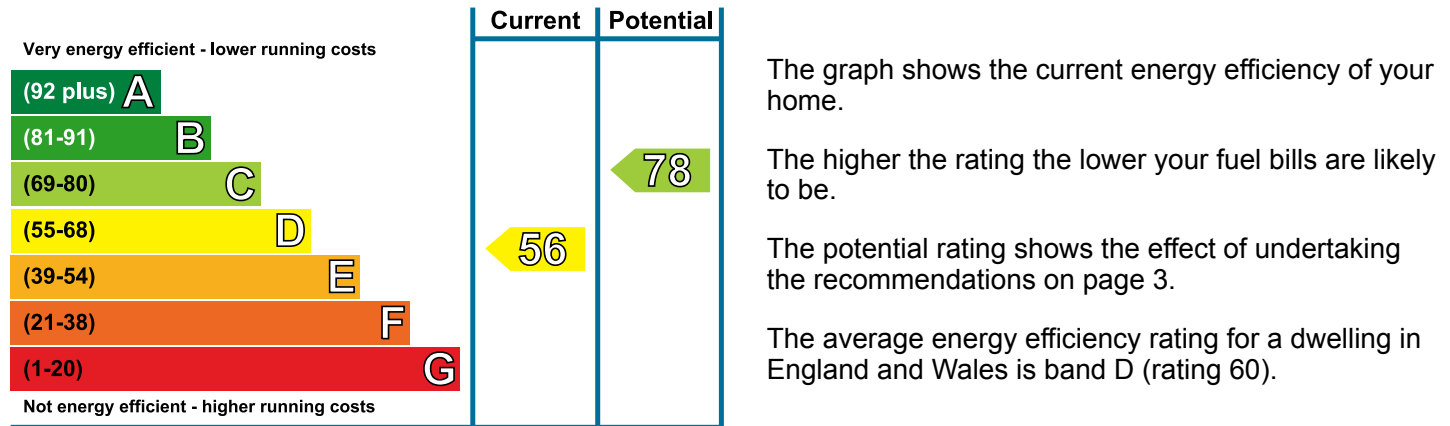 Current Potential
Very energy efficient - lower running costs
(92 plus) A
(81-91) B
(69-80) C
78
(55-68) D
56
(39-54) E
(21-38) F
(1-20) G
Not energy efficient - higher running costs
The graph shows the current energy efficiency of your
home.
The higher the rating the lower your fuel bills are likely
to be.
The potential rating shows the effect of undertaking
the recommendations on page 3.
The average energy efficiency rating for a dwelling in
England and Wales is band D (rating 60).